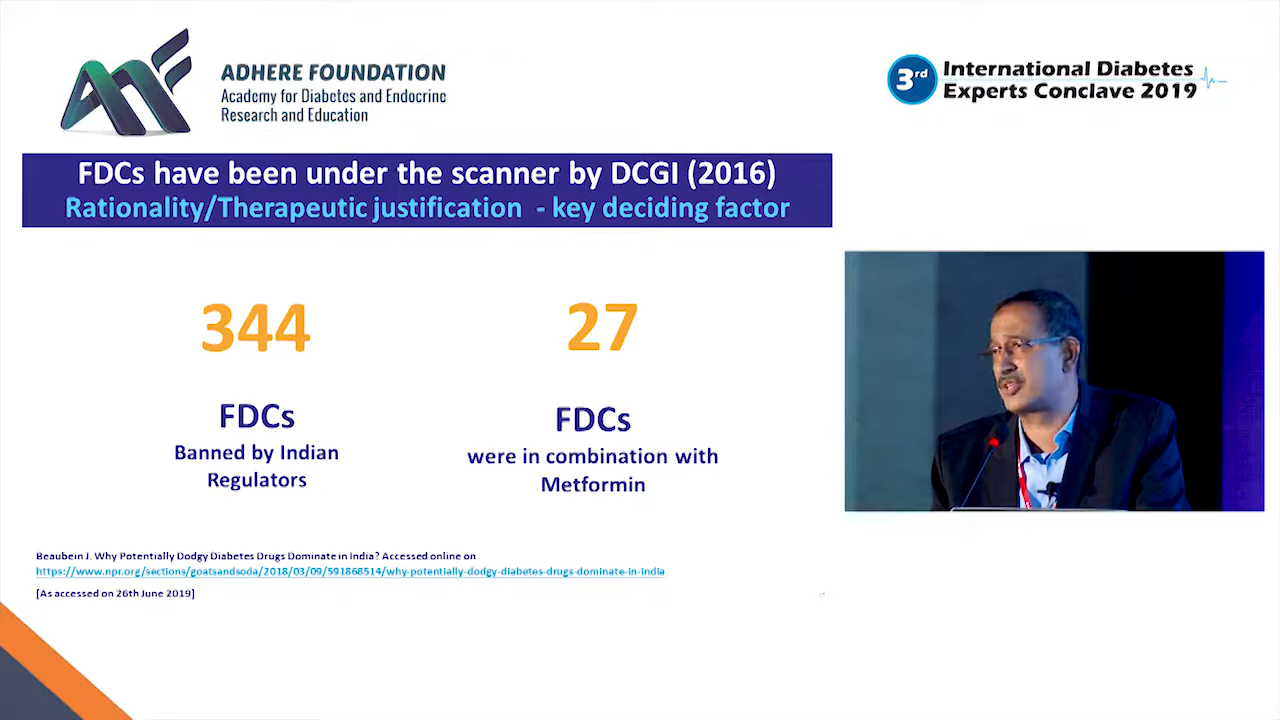 ADHERE FOUNDATION
Academy for Diabetes and Endocrine
Research and Education
3rd International Diabetes
Experts Conclave 2019
FDCs have been under the scanner by DCGI (2016)
Rationality/Therapeutic justification - key deciding factor
344
FDCs
Banned by Indian
Regulators
27
FDCs
were in combination with
Metformin
Beaubein J. Why Potentially Dodgy Diabetes Drugs Dominate in India? Accessed online on
https://www.npr.org/sections/goatsandsoda/2018/03/09/591868514/why-potentially-dodgy-diabetes-drugs-dominate-in-india
[As accessed on 26th June 2019]